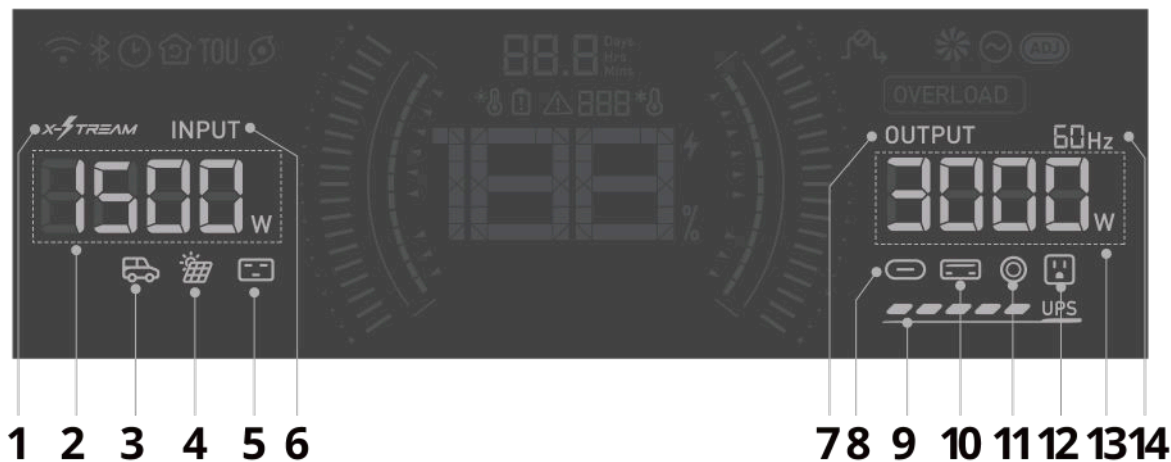 TOU
88.8 Days
Hrs
Mins
888
ADJ
OVERLOAD
X-STREAM INPUT
1500 W
188 %
OUTPUT 60Hz
3000 W
UPS
1 2 3 4 5 6 7 8 9 10 11 12 13 14